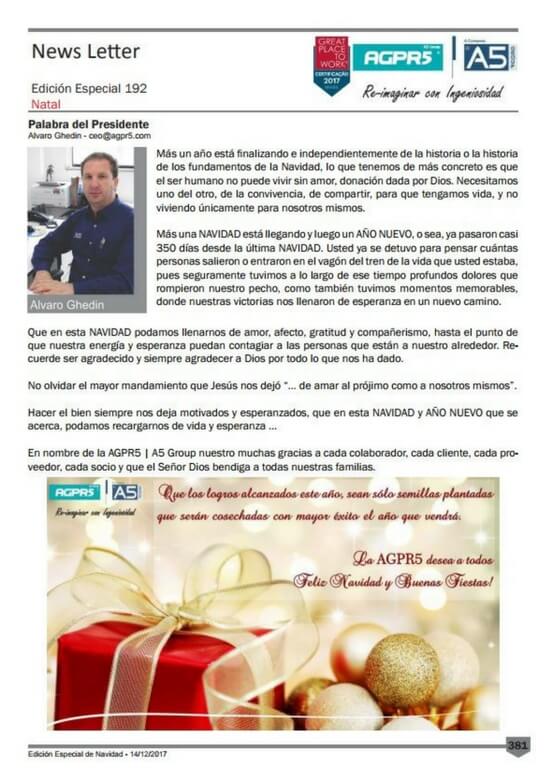 News Letter
Edición Especial 192
Natal
GREAT
PLACE
TO
WORK
CERTIFICAÇÃO
2017
AGPR5
A5 Group
A5
Re-imaginar con Ingeniosidad
Palabra del Presidente
Alvaro Ghedin - ceo@agpr5.com
Alvaro Ghedin
Más un año está finalizando e independientemente de la historia o la historia
de los fundamentos de la Navidad, lo que tenemos de más concreto es que
el ser humano no puede vivir sin amor, donación dada por Dios. Necesitamos
uno del otro, de la convivencia, de compartir, para que tengamos vida, y no
viviendo únicamente para nosotros mismos.
Más una NAVIDAD está llegando y luego un AÑO NUEVO, o sea, ya pasaron casi
350 días desde la última NAVIDAD. Usted ya se detuvo para pensar cuántas
personas salieron o entraron en el vagón del tren de la vida que usted estaba,
pues seguramente tuvimos a lo largo de ese tiempo profundos dolores que
rompieron nuestro pecho, como también tuvimos momentos memorables,
donde nuestras victorias nos llenaron de esperanza en un nuevo camino.
Que en esta NAVIDAD podamos llenarnos de amor, afecto, gratitud y compañerismo, hasta el punto de
que nuestra energía y esperanza puedan contagiar a las personas que están a nuestro alrededor. Re-
cuerde ser agradecido y siempre agradecer a Dios por todo lo que nos ha dado.
No olvidar el mayor mandamiento que Jesús nos dejó “... de amar al prójimo como a nosotros mismos”.
Hacer el bien siempre nos deja motivados y esperanzados, que en esta NAVIDAD y AÑO NUEVO que se
acerca, podamos recargarnos de vida y esperanza ...
En nombre de la AGPR5 | A5 Group nuestro muchas gracias a cada colaborador, cada cliente, cada pro-
veedor, cada socio y que el Señor Dios bendiga a todas nuestras familias.
AGPR5 A5
Re-imaginar con Ingeniosidad
Que los logros alcanzados este año, sean sólo semillas plantadas
que serán cosechadas con mayor éxito el año que vendrá.
La AGPR5 desea a todos
Feliz Navidad y Buenas Fiestas!
381
Edición Especial de Navidad - 14/12/2017